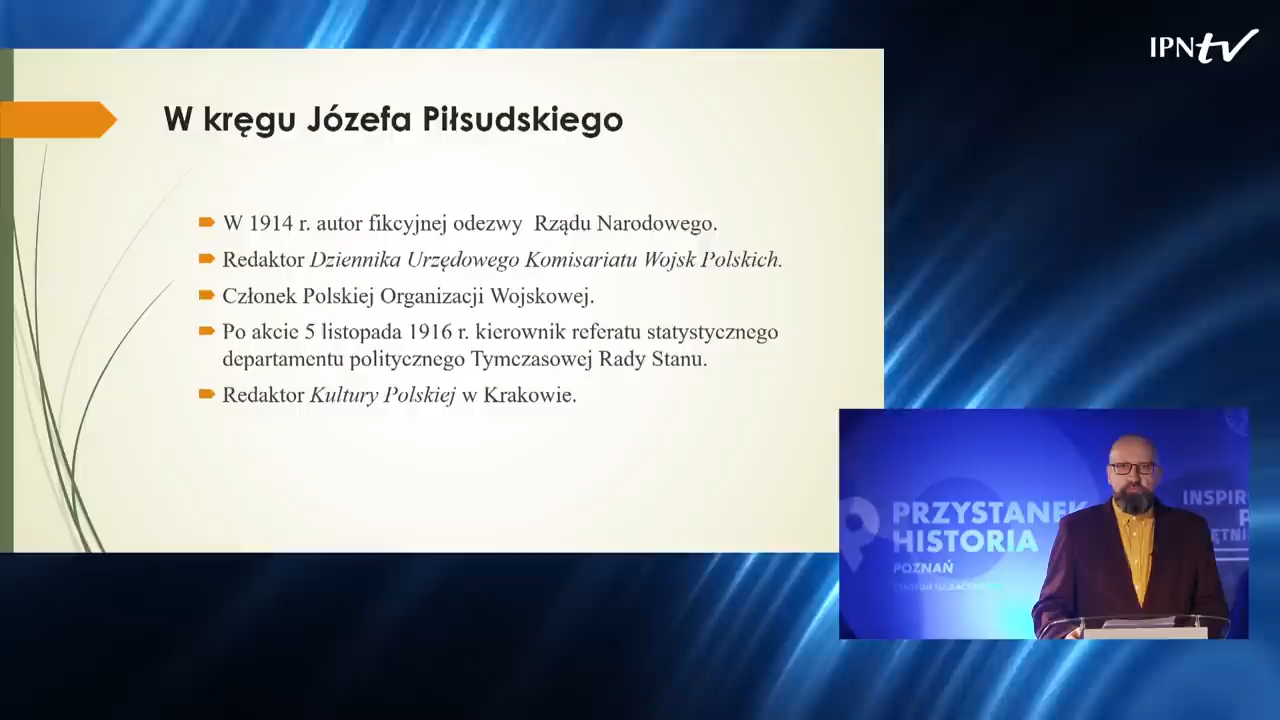 IPNtv
W kręgu Józefa Piłsudskiego
W 1914 r. autor fikcyjnej odezwy Rządu Narodowego.
Redaktor Dziennika Urzędowego Komisariatu Wojsk Polskich.
Członek Polskiej Organizacji Wojskowej.
Po akcie 5 listopada 1916 r. kierownik referatu statystycznego
departamentu politycznego Tymczasowej Rady Stanu.
Redaktor Kultury Polskiej w Krakowie.
PRZYSTANEK
HISTORIA
POZNAŃ
INSPIR
P
ĘTNI